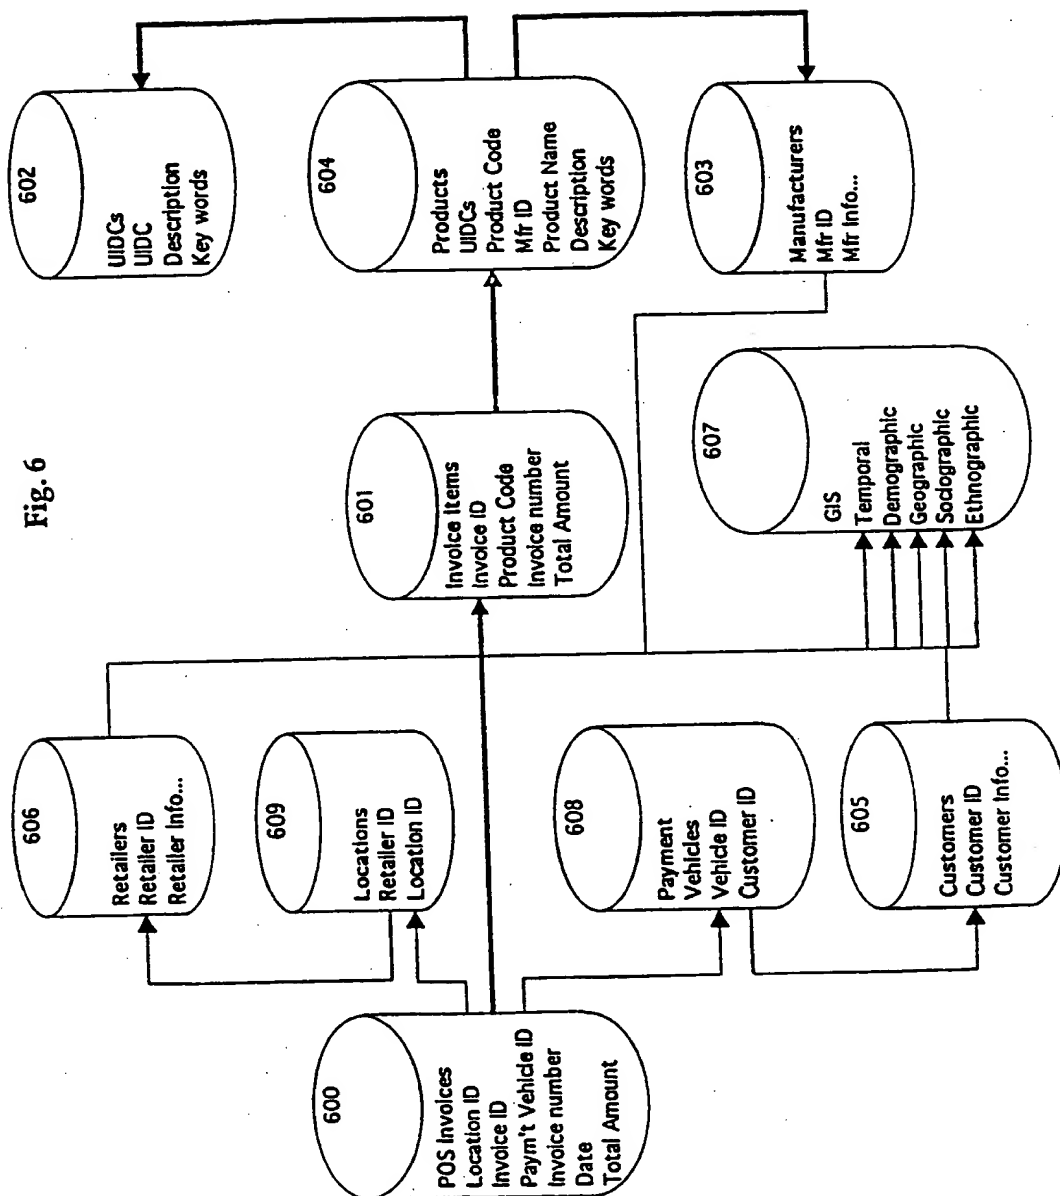 Fig. 6
602
UIDCs
UIDC
Description
Key words
604
Products
UIDCs
Product Code
Mfr ID
Product Name
Description
Key words
603
Manufacturers
Mfr ID
Mfr Info...
601
Invoice Items
Invoice ID
Product Code
Invoice number
Total Amount
607
GIS
Temporal
Demographic
Geographic
Sociographic
Ethnographic
606
Retailers
Retailer ID
Retailer Info...
609
Locations
Retailer ID
Location ID
608
Payment
Vehicles
Vehicle ID
Customer ID
605
Customers
Customer ID
Customer Info...
600
POS Invoices
Location ID
Invoice ID
Paym't Vehicle ID
Invoice number
Date
Total Amount